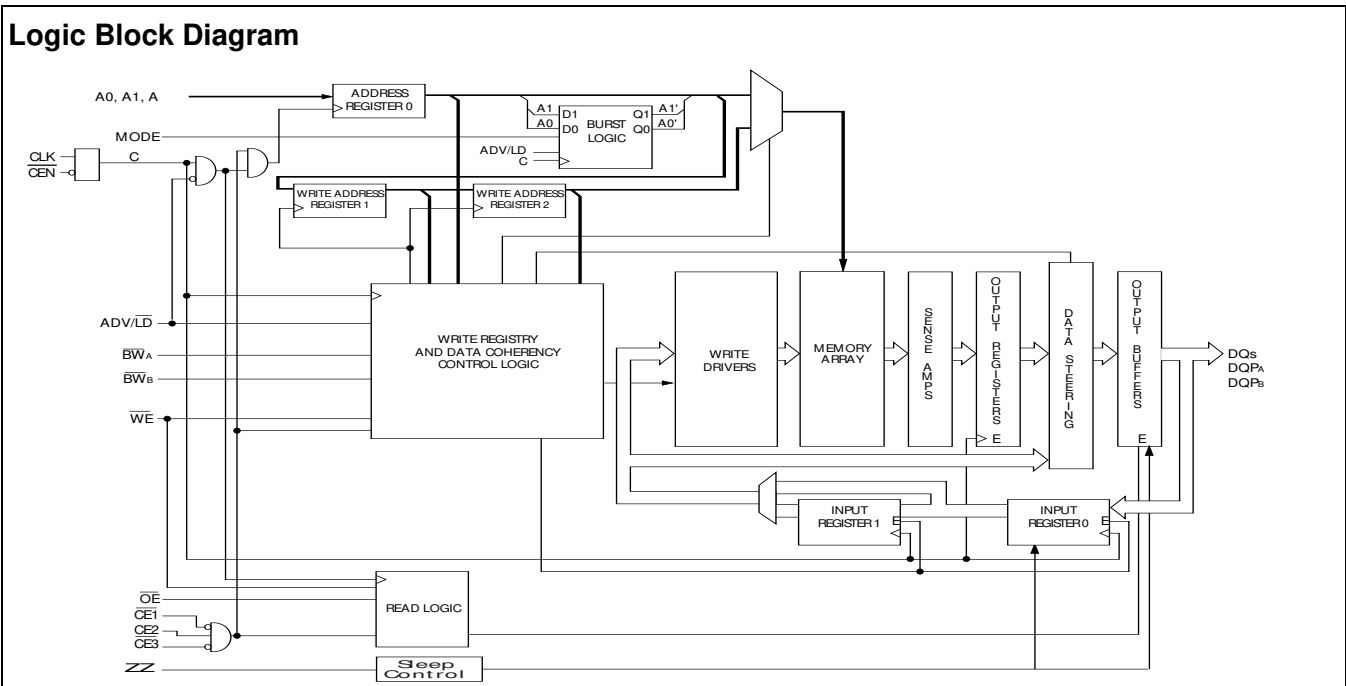 Logic Block Diagram
A0, A1, A
ADDRESS
REGISTER 0
MODE
CLK
C
CEN
A1
A0
D1
D0
BURST
LOGIC
Q1
Q0
A1'
A0'
ADV/LD
C
WRITE ADDRESS
REGISTER 1
WRITE ADDRESS
REGISTER 2
ADV/LD
BWA
BWB
WE
WRITE REGISTRY
AND DATA COHERENCY
CONTROL LOGIC
WRITE
DRIVERS
MEMORY
ARRAY
SENSE AMPS
OUTPUT REGISTERS
E
DATA STEERING
OUTPUT BUFFERS
E
DQs
DQPA
DQPB
INPUT
REGISTER 1
E
INPUT
REGISTER 0
E
OE
CE1
CE2
CE3
READ LOGIC
ZZ
Sleep
Control